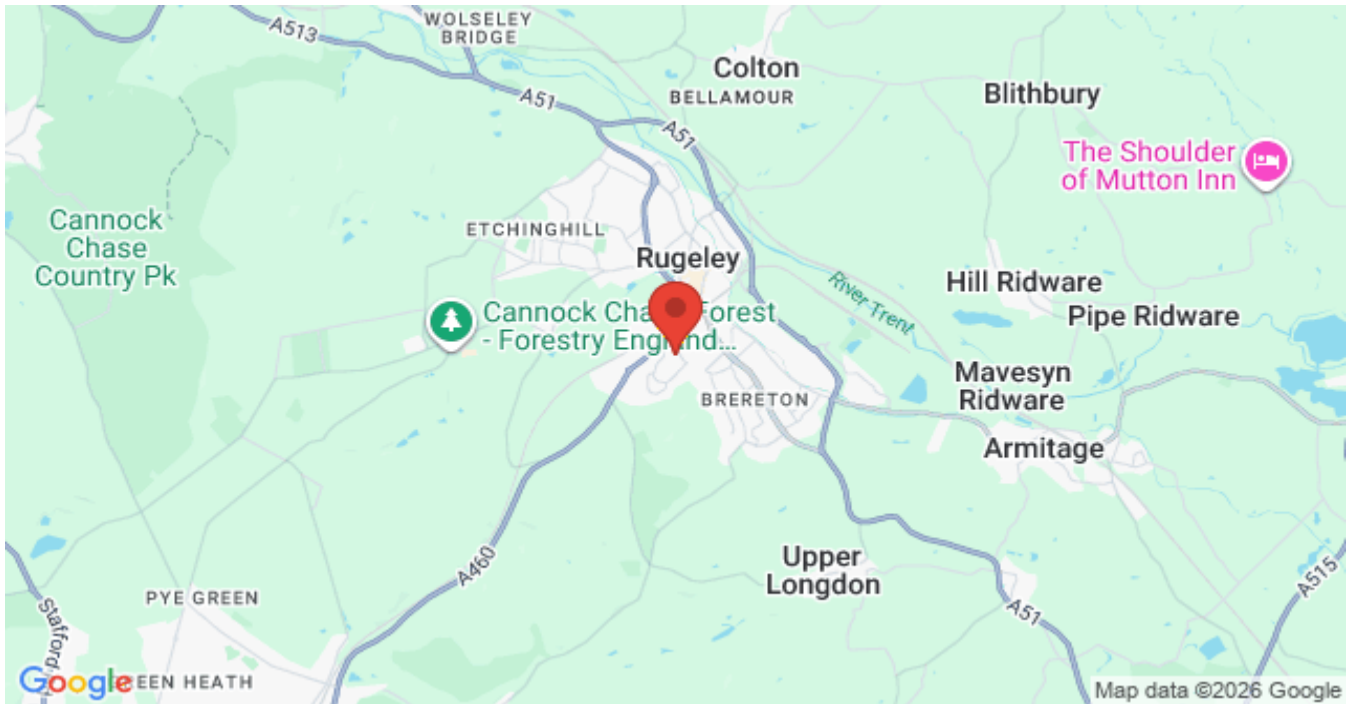 WOLSELEY
BRIDGE
A513
Colton
BELLAMOUR
A51
A51
Blithbury
The Shoulder
of Mutton Inn
Cannock
Chase
Country Pk
ETCHINGHILL
Rugeley
River Trent
Hill Ridware
Pipe Ridware
Cannock Cha Forest
- Forestry England...
Mavesyn
Ridware
BRERETON
Armitage
A460
Upper
Longdon
A515
A51
PYE GREEN
Stafford
EEN HEATH
Google
Map data ©2026 Google